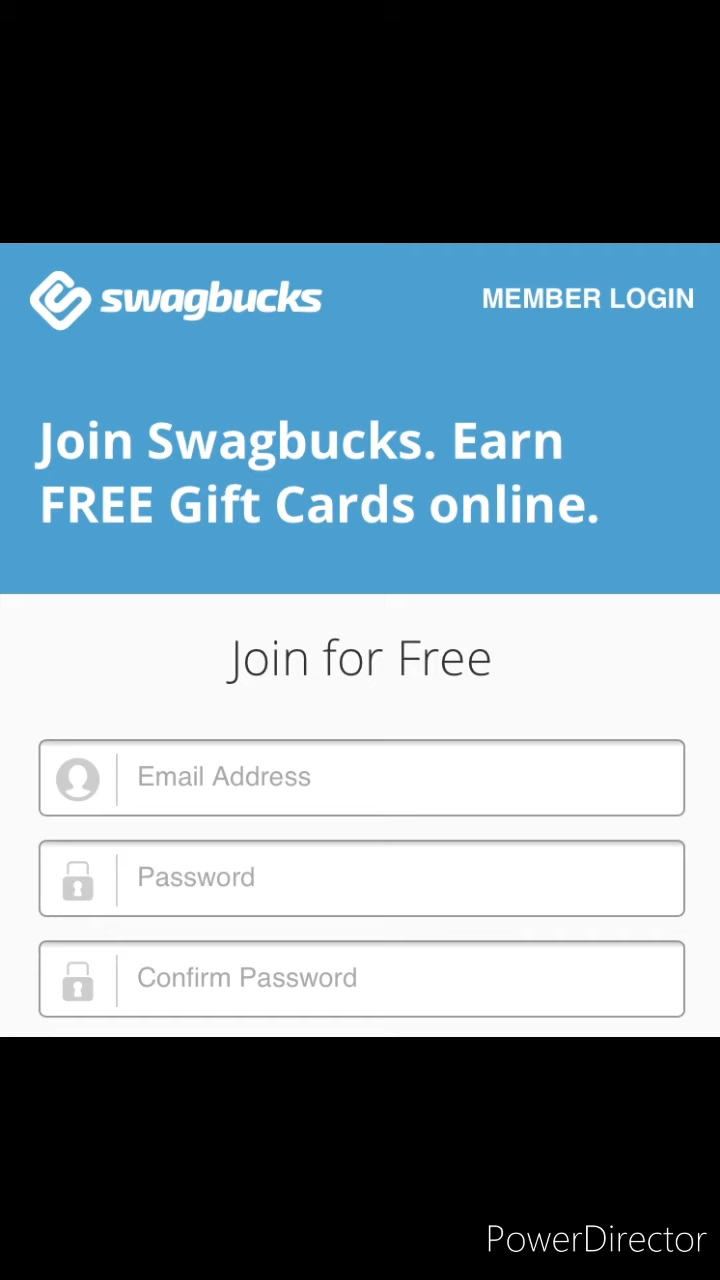 swagbucks
MEMBER LOGIN
Join Swagbucks. Earn
FREE Gift Cards online.
Join for Free
Email Address
Password
Confirm Password
PowerDirector